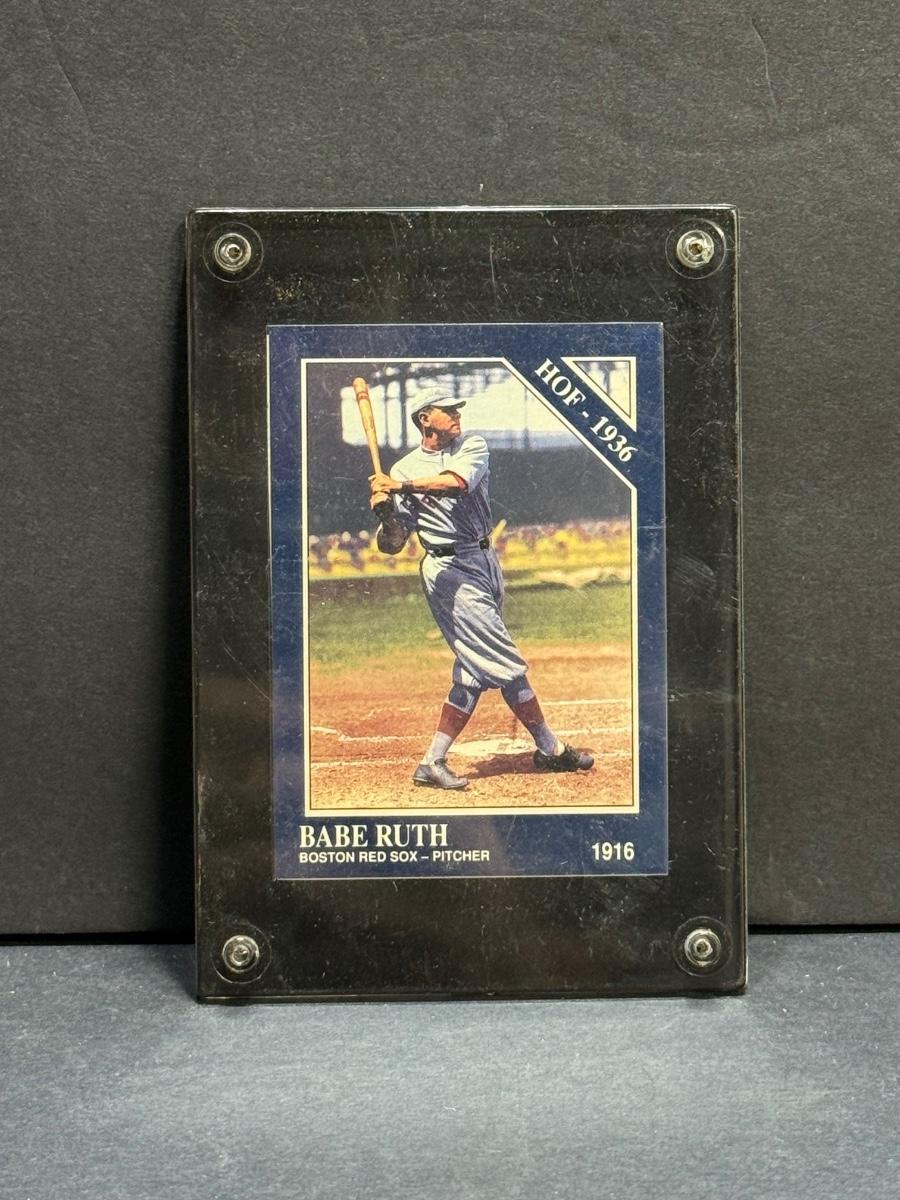 HOF - 1936
BABE RUTH
BOSTON RED SOX – PITCHER
1916